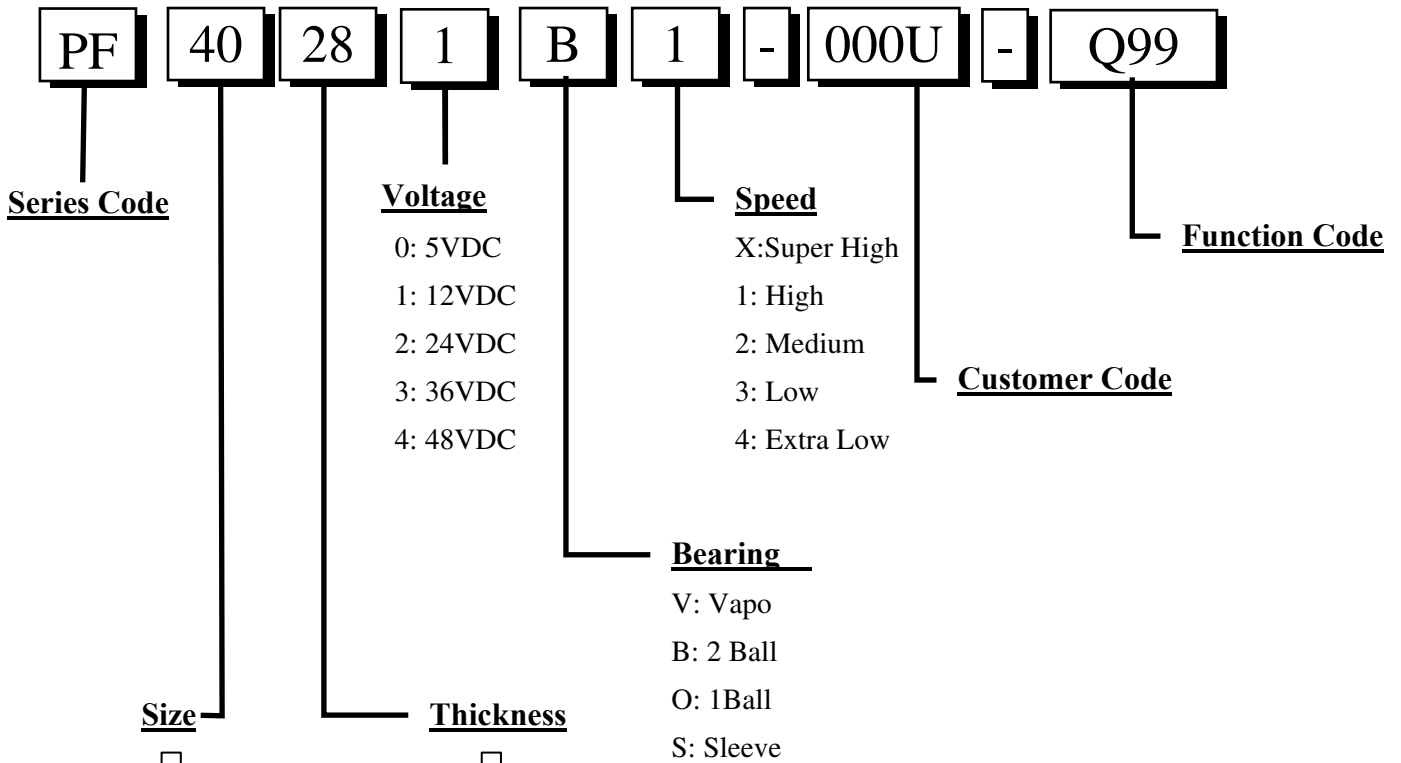 PF 40 28 1 B 1 - 000U - Q99
Series Code
Voltage
0: 5VDC
1: 12VDC
2: 24VDC
3: 36VDC
4: 48VDC
Speed
X:Super High
1: High
2: Medium
3: Low
4: Extra Low
Function Code
Customer Code
Bearing
V: Vapo
B: 2 Ball
O: 1Ball
S: Sleeve
Size
Thickness